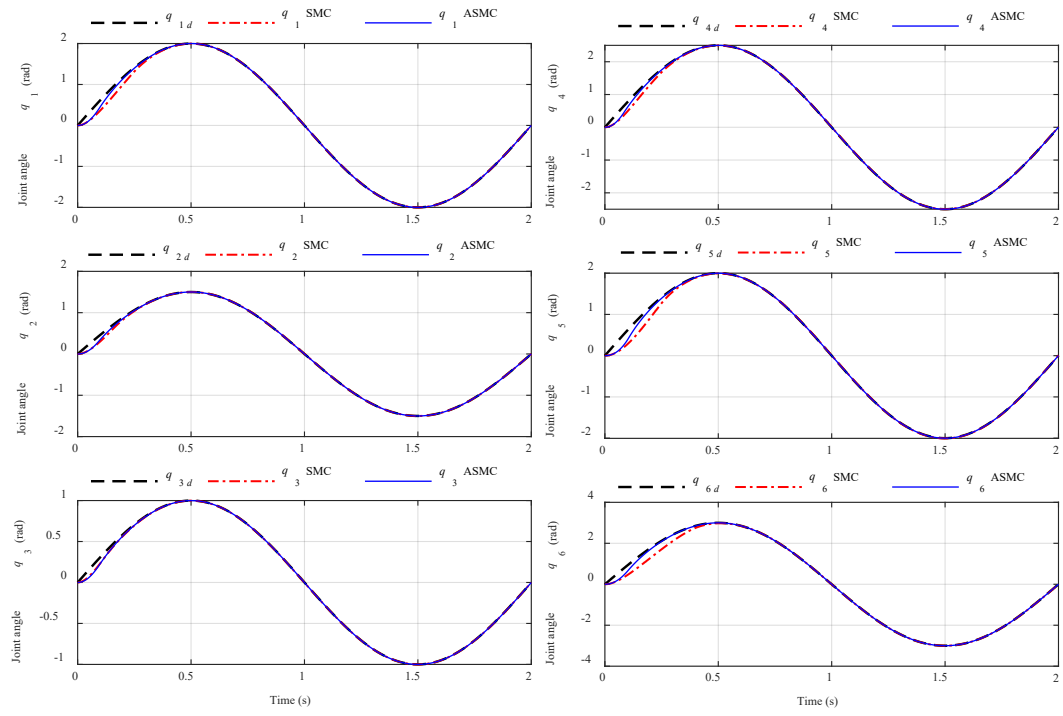 q 1 d q 1 SMC q 1 ASMC
2
1
0
-1
-2
0 0.5 1 1.5 2
Joint angle q 1 (rad)
q 2 d q 2 SMC q 2 ASMC
2
1
0
-1
-2
0 0.5 1 1.5 2
Joint angle q 2 (rad)
q 3 d q 3 SMC q 3 ASMC
1
0.5
0
-0.5
-1
0 0.5 1 1.5 2
Joint angle q 3 (rad)
Time (s)
q 4 d q 4 SMC q 4 ASMC
2
1
0
-1
-2
0 0.5 1 1.5 2
Joint angle q 4 (rad)
q 5 d q 5 SMC q 5 ASMC
2
1
0
-1
-2
0 0.5 1 1.5 2
Joint angle q 5 (rad)
q 6 d q 6 SMC q 6 ASMC
4
2
0
-2
-4
0 0.5 1 1.5 2
Joint angle q 6 (rad)
Time (s)